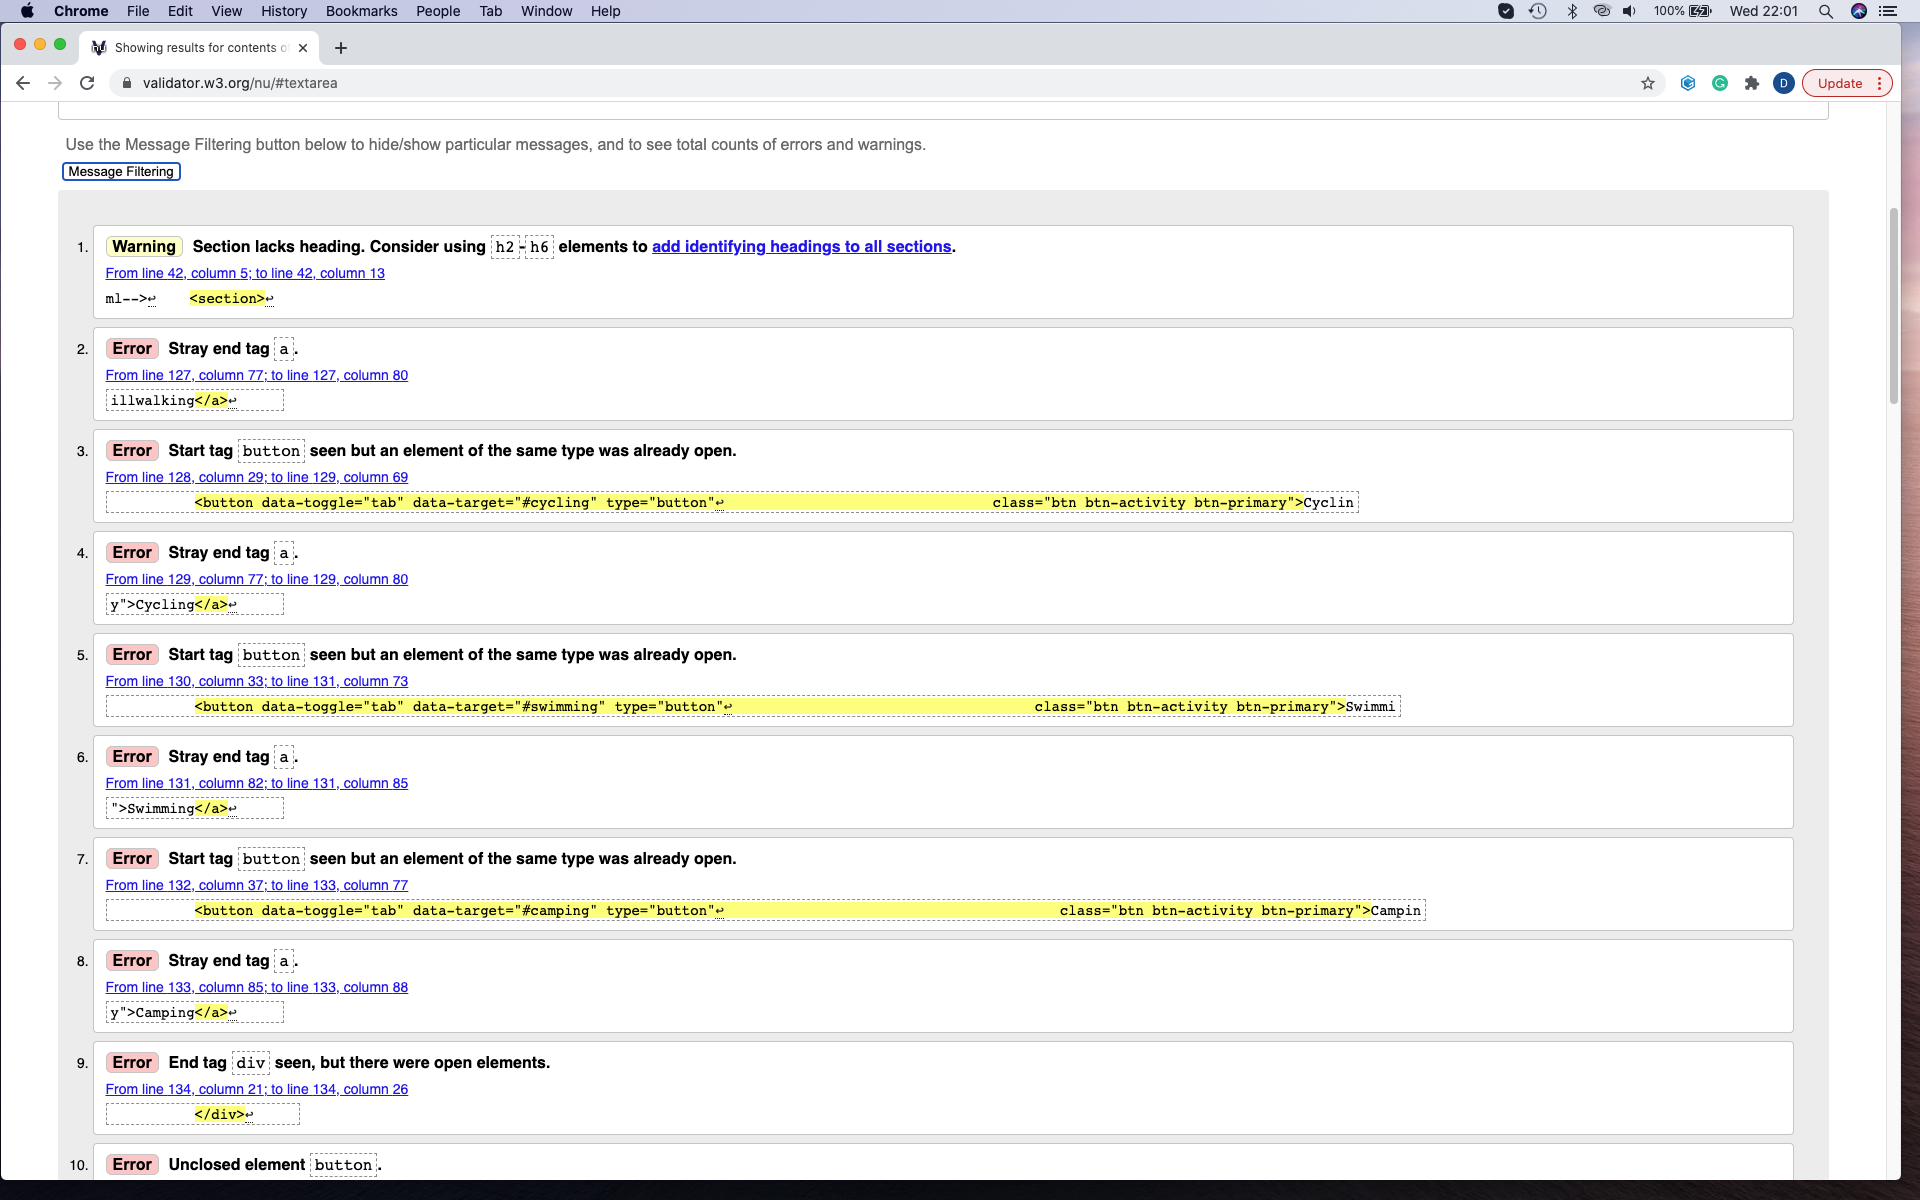 Chrome File Edit View History Bookmarks People Tab Window Help 100% Wed 22:01
Showing results for contents o
validator.w3.org/nu/#textarea D Update
Use the Message Filtering button below to hide/show particular messages, and to see total counts of errors and warnings.
Message Filtering
1. Warning Section lacks heading. Consider using h2-h6 elements to add identifying headings to all sections.
From line 42, column 5; to line 42, column 13
ml-->↩ <section>↩
2. Error Stray end tag a.
From line 127, column 77; to line 127, column 80
illwalking</a>↩
3. Error Start tag button seen but an element of the same type was already open.
From line 128, column 29; to line 129, column 69
<button data-toggle="tab" data-target="#cycling" type="button"↩ class="btn btn-activity btn-primary">Cyclin
4. Error Stray end tag a.
From line 129, column 77; to line 129, column 80
y">Cycling</a>↩
5. Error Start tag button seen but an element of the same type was already open.
From line 130, column 33; to line 131, column 73
<button data-toggle="tab" data-target="#swimming" type="button"↩ class="btn btn-activity btn-primary">Swimmi
6. Error Stray end tag a.
From line 131, column 82; to line 131, column 85
">Swimming</a>↩
7. Error Start tag button seen but an element of the same type was already open.
From line 132, column 37; to line 133, column 77
<button data-toggle="tab" data-target="#camping" type="button"↩ class="btn btn-activity btn-primary">Campin
8. Error Stray end tag a.
From line 133, column 85; to line 133, column 88
y">Camping</a>↩
9. Error End tag div seen, but there were open elements.
From line 134, column 21; to line 134, column 26
</div>↩
10. Error Unclosed element button.